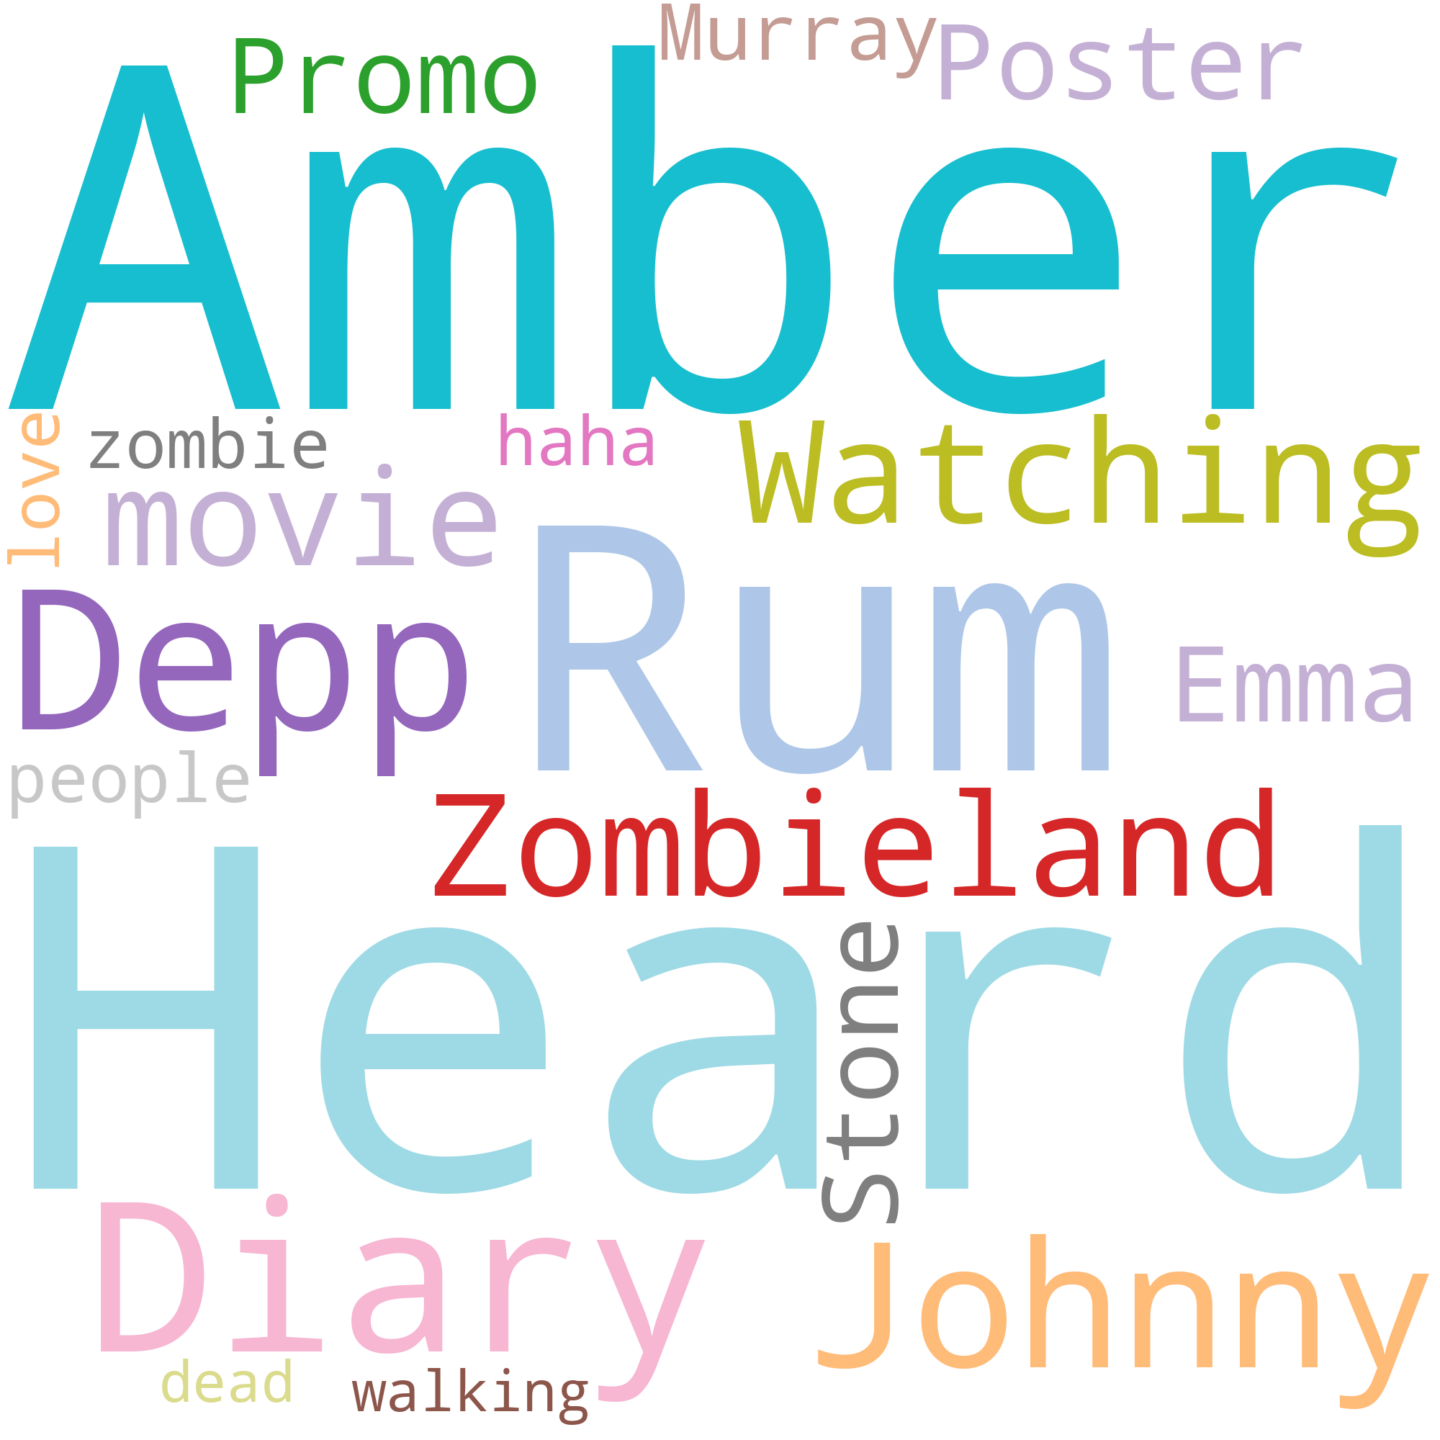 Murray
Promo
Poster
Amber
love
zombie
haha
Watching
movie
Rum
Depp
Emma
people
Zombieland
Heard
Stone
Diary
Johnny
dead
walking